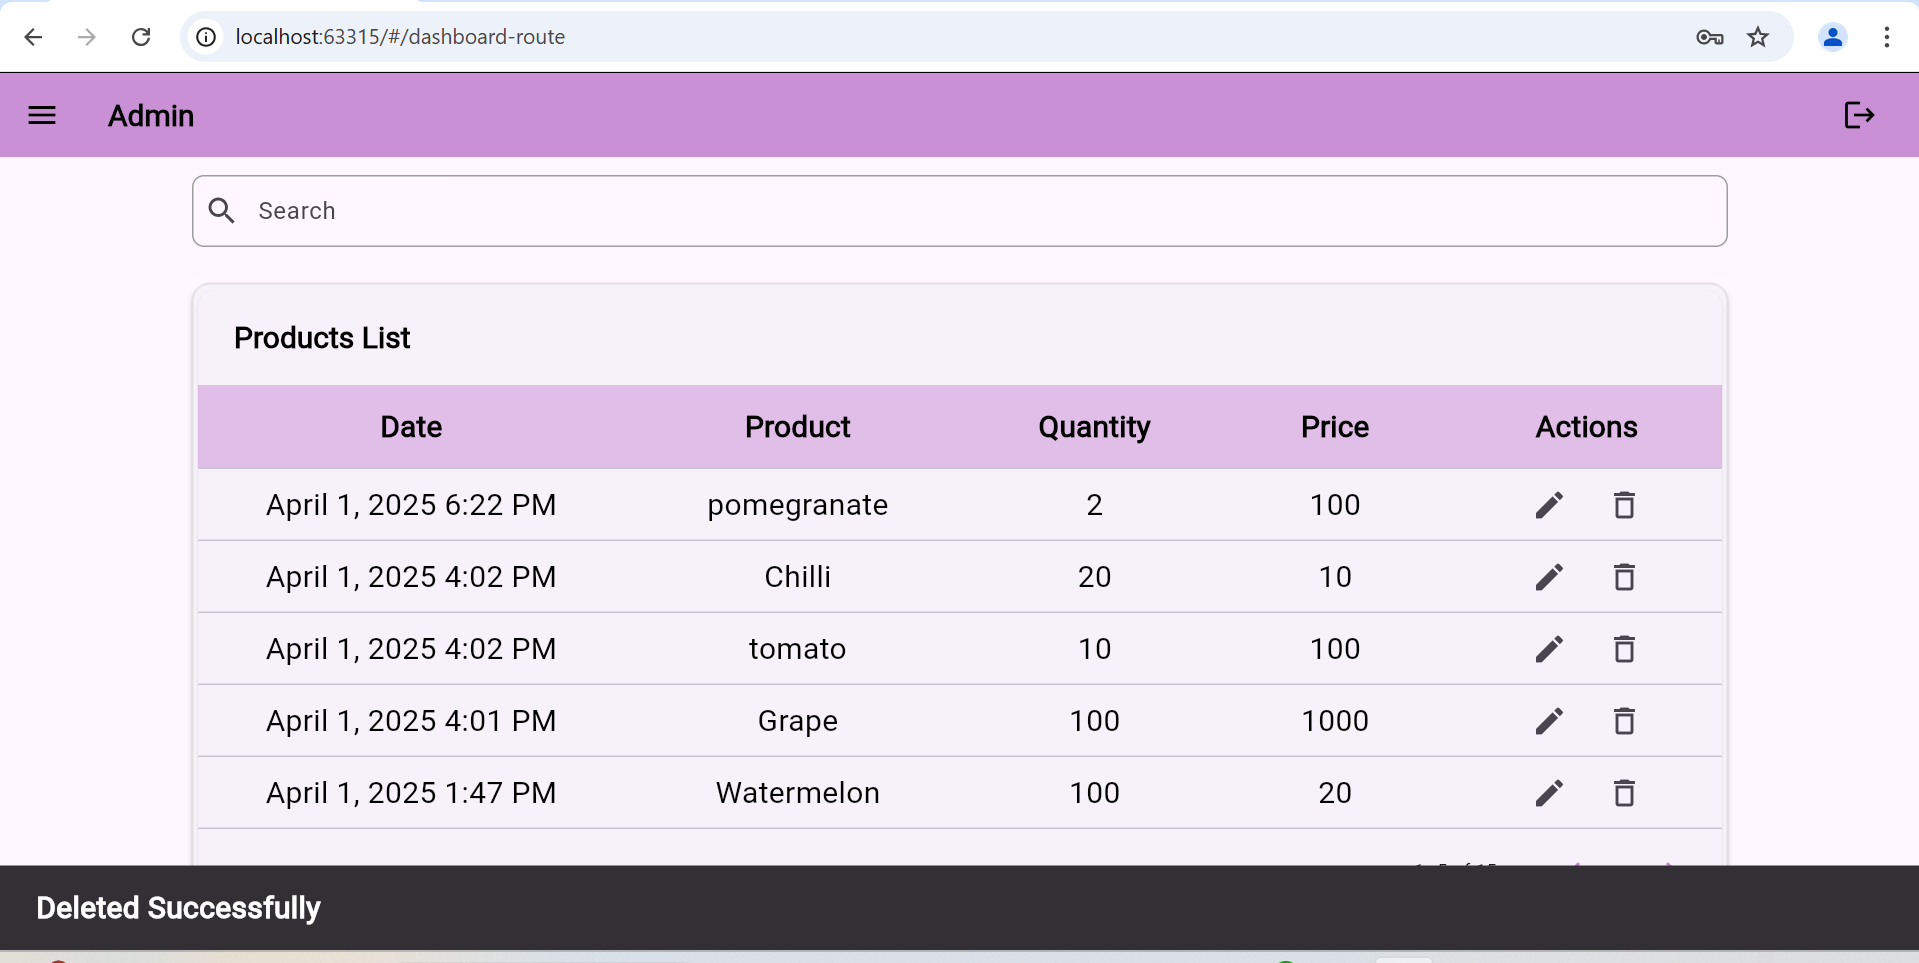 localhost:63315/#/dashboard-route
Admin
Search
Products List
Date Product Quantity Price Actions
April 1, 2025 6:22 PM pomegranate 2 100
April 1, 2025 4:02 PM Chilli 20 10
April 1, 2025 4:02 PM tomato 10 100
April 1, 2025 4:01 PM Grape 100 1000
April 1, 2025 1:47 PM Watermelon 100 20
Deleted Successfully